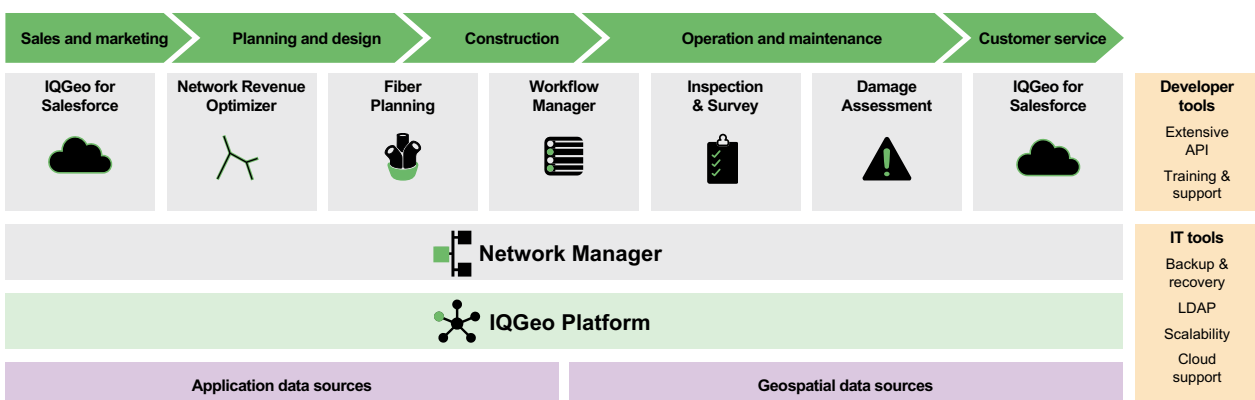 Sales and marketing
Planning and design
Construction
Operation and maintenance
Customer service
IQGeo for
Salesforce
Network Revenue
Optimizer
Fiber
Planning
Workflow
Manager
Inspection
& Survey
Damage
Assessment
IQGeo for
Salesforce
Developer
tools
Extensive
API
Training &
support
Network Manager
IQGeo Platform
IT tools
Backup &
recovery
LDAP
Scalability
Cloud
support
Application data sources
Geospatial data sources